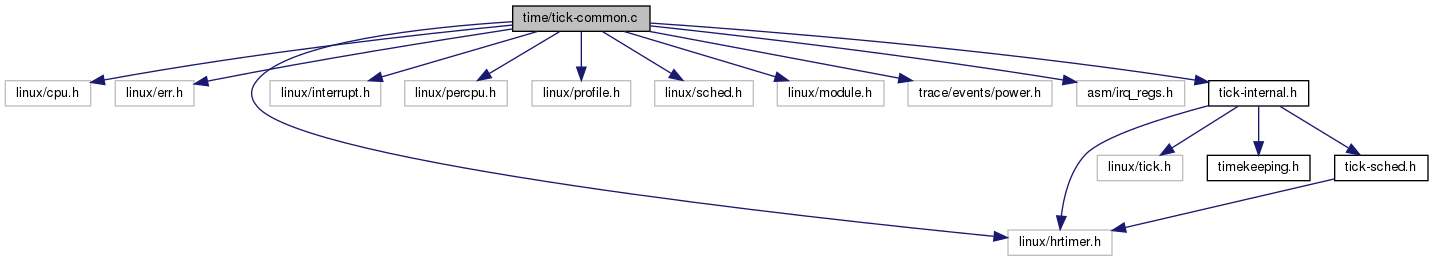 time/tick-common.c
linux/cpu.h
linux/err.h
linux/interrupt.h
linux/percpu.h
linux/profile.h
linux/sched.h
linux/module.h
trace/events/power.h
asm/irq_regs.h
tick-internal.h
linux/tick.h
timekeeping.h
tick-sched.h
linux/hrtimer.h